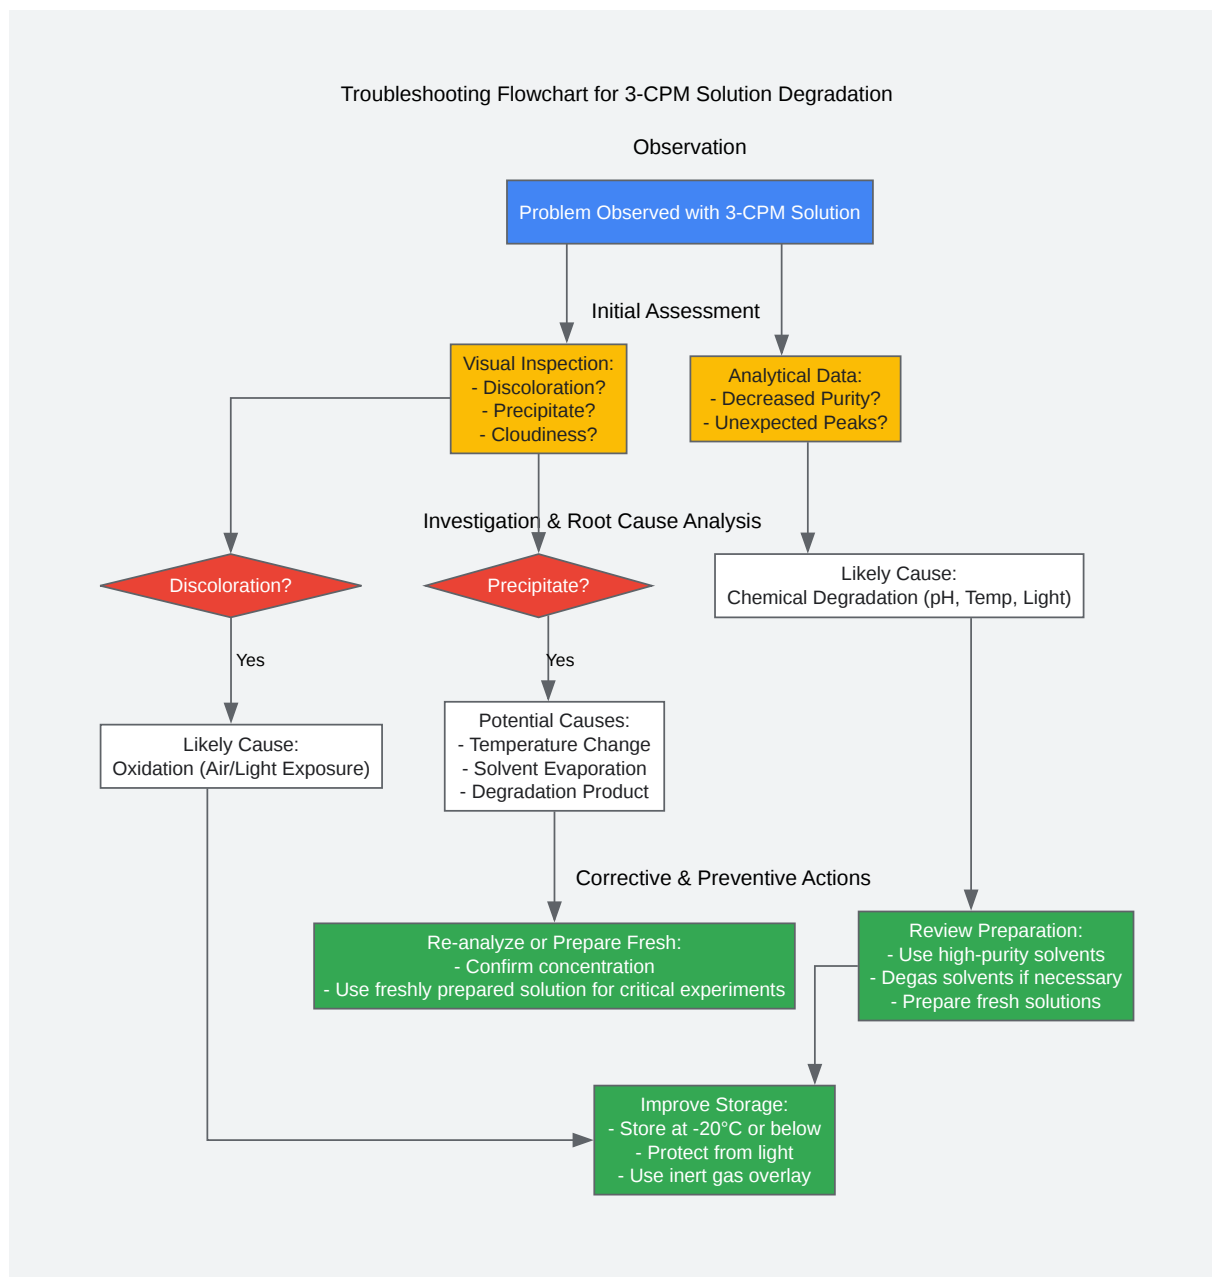 Troubleshooting Flowchart for 3-CPM Solution Degradation
Observation
Problem Observed with 3-CPM Solution
Initial Assessment
Visual Inspection:
- Discoloration?
- Precipitate?
- Cloudiness?
Analytical Data:
- Decreased Purity?
- Unexpected Peaks?
Investigation & Root Cause Analysis
Discoloration?
Precipitate?
Likely Cause:
Chemical Degradation (pH, Temp, Light)
Yes
Yes
Likely Cause:
Oxidation (Air/Light Exposure)
Potential Causes:
- Temperature Change
- Solvent Evaporation
- Degradation Product
Corrective & Preventive Actions
Re-analyze or Prepare Fresh:
- Confirm concentration
- Use freshly prepared solution for critical experiments
Review Preparation:
- Use high-purity solvents
- Degas solvents if necessary
- Prepare fresh solutions
Improve Storage:
- Store at -20°C or below
- Protect from light
- Use inert gas overlay